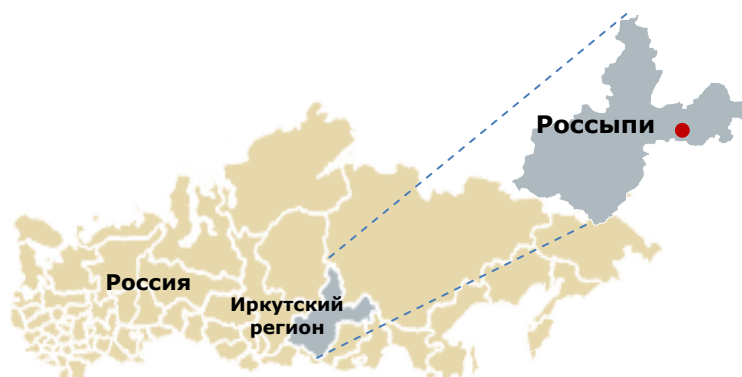 Россыпи
Россия
Иркутский
регион